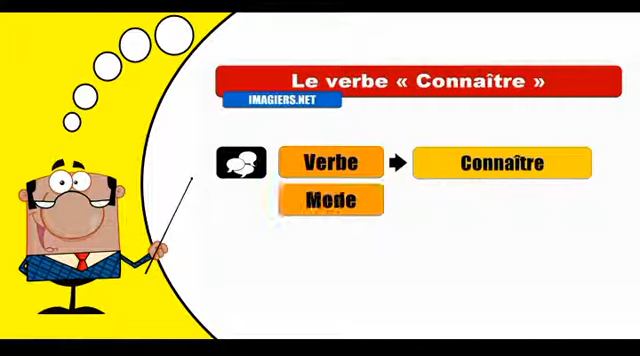 Le verbe « Connaître »
IMAGIERS.NET
Verbe Connaître
Mode